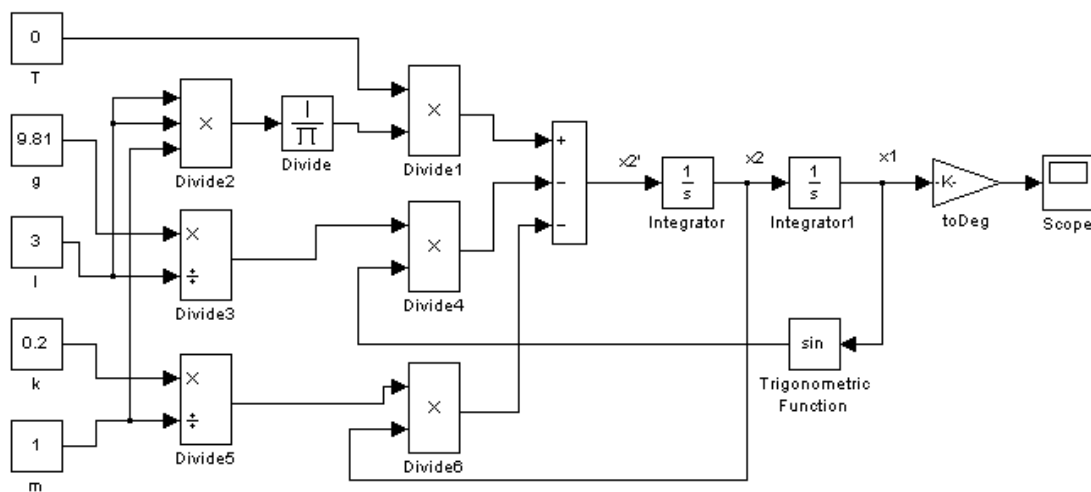 0
T
9.81
g
3
l
0.2
k
1
m
×
Divide2
×
÷
Divide3
×
÷
Divide5
1
∏
Divide
×
Divide1
×
Divide4
×
Divide6
+
−
−
x2'
1
s
Integrator
x2
1
s
Integrator1
x1
-K-
toDeg
Scope
sin
Trigonometric
Function